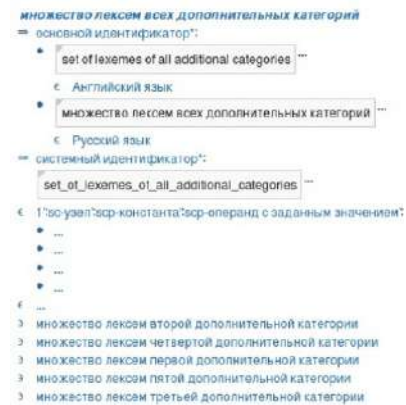 множество лексем всех дополнительных категорий
= основной идентификатор*:
• set of lexemes of all additional categories ...
∈ Английский язык
• множество лексем всех дополнительных категорий ...
∈ Русский язык
= системный идентификатор*:
set_of_lexemes_of_all_additional_categories ...
∈ 1'sc-узел'scp-константа'scp-операнд с заданным значением':
• ...
• ...
• ...
• ...
∈ ...
∋ множество лексем второй дополнительной категории
∋ множество лексем четвертой дополнительной категории
∋ множество лексем первой дополнительной категории
∋ множество лексем пятой дополнительной категории
∋ множество лексем третьей дополнительной категории